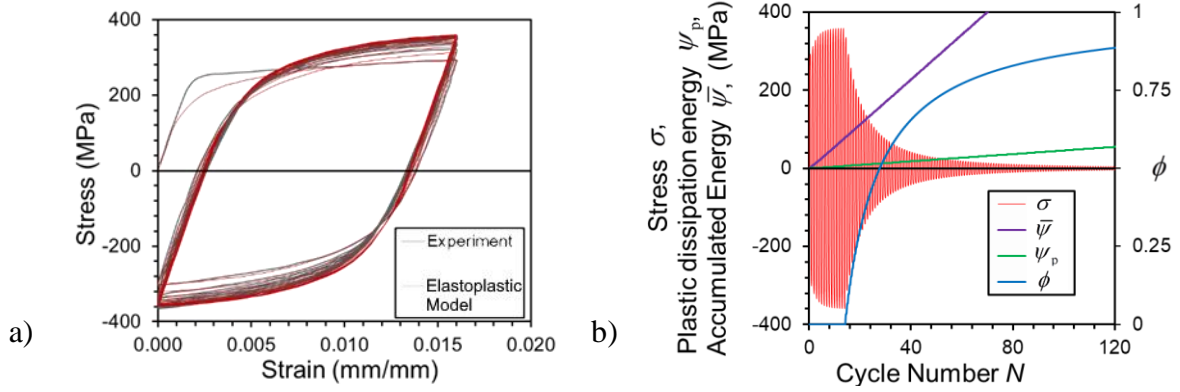 a)
Stress (MPa)
400
200
0
-200
-400
Experiment
Elastoplastic
Model
0.000 0.005 0.010 0.015 0.020
Strain (mm/mm)
b)
Stress σ,
Plastic dissipation energy ψp,
Accumulated Energy ψ̅, (MPa)
400
200
0
-200
-400
σ
ψ̅
ψp
ϕ
1
0.75
ϕ
0.25
0
0 40 80 120
Cycle Number N